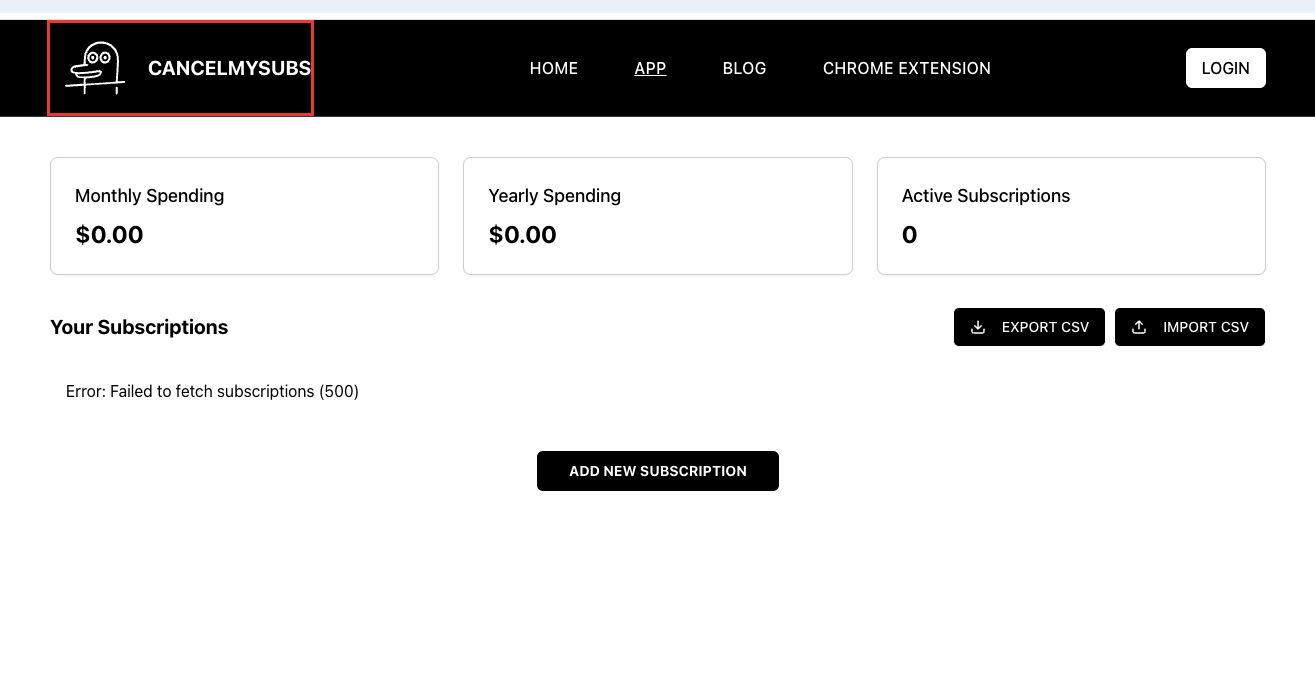 CANCELMYSUBS
HOME
APP
BLOG
CHROME EXTENSION
LOGIN
Monthly Spending
$0.00
Yearly Spending
$0.00
Active Subscriptions
0
Your Subscriptions
EXPORT CSV
IMPORT CSV
Error: Failed to fetch subscriptions (500)
ADD NEW SUBSCRIPTION